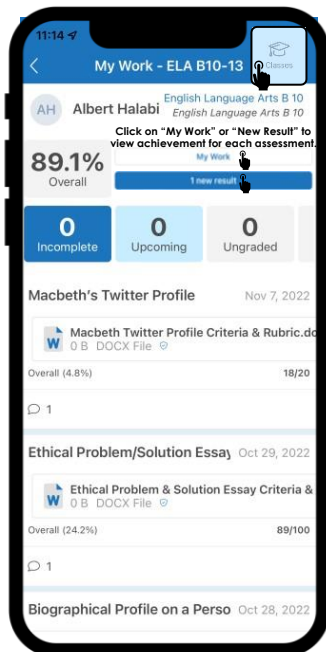 11:14
Classes
My Work - ELA B10-13
AH
Albert Halabi
English Language Arts B 10
English Language Arts B 10
Click on “My Work” or “New Result” to
view achievement for each assessment.
89.1%
Overall
My Work
1 new result
0
Incomplete
0
Upcoming
0
Ungraded
Macbeth's Twitter Profile Nov 7, 2022
W
Macbeth Twitter Profile Criteria & Rubric.do
0 B DOCX File
Overall (4.8%) 18/20
1
Ethical Problem/Solution Essay Oct 29, 2022
W
Ethical Problem & Solution Essay Criteria &
0 B DOCX File
Overall (24.2%) 89/100
1
Biographical Profile on a Perso Oct 28, 2022